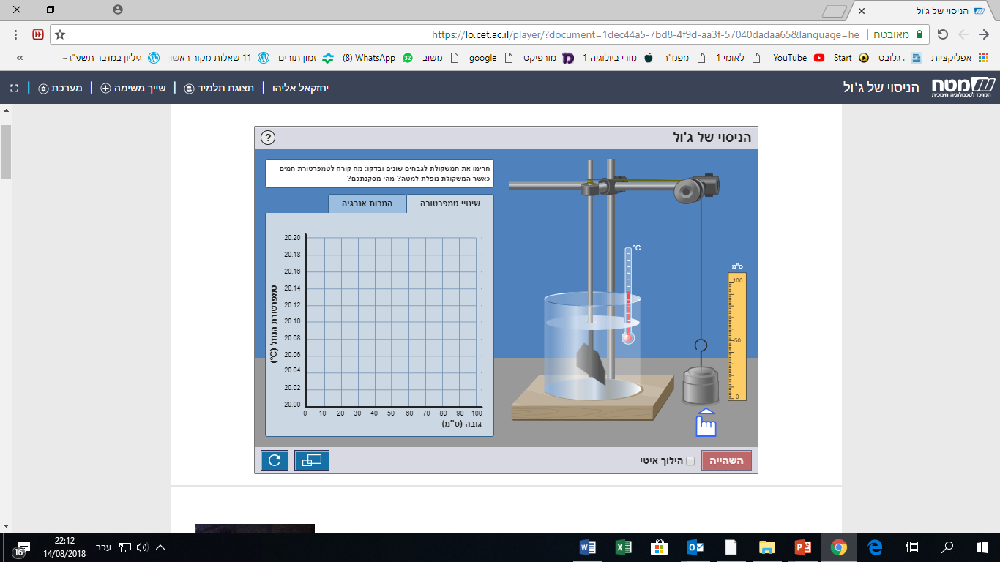 הניסוי של ג'ול
https://lo.cet.ac.il/player/?document=1dec44a5-7bd8-4f9d-aa3f-57040dadaa65&language=he
מאובטח
אפליקציות גלובס . Start YouTube לאומי 1 מפמ"ר מורי ביולוגיה 1 מורפיקס google משוב (8) WhatsApp זמון תורים 11 שאלות מקור ראשו גיליון במדבר תשע"ז –
מטח
המרכז לטכנולוגיה חינוכית
הניסוי של ג'ול
יחזקאל אליהו
תצוגת תלמיד
שייך משימה
מערכת
הניסוי של ג'ול
?
הרימו את המשקולת לגבהים שונים ובדקו: מה קורה לטמפרטורת המים
כאשר המשקולת נופלת למטה? מהי מסקנתכם?
שינויי טמפרטורה
המרות אנרגיה
20.20
20.18
20.16
20.14
20.12
20.10
20.08
20.06
20.04
20.02
20.00
טמפרטורת הנוזל (°C)
0 10 20 30 40 50 60 70 80 90 100
גובה (ס"מ)
°C
ס"מ
100
50
0
השהייה
הילוך איטי
22:12
14/08/2018
עבר
16